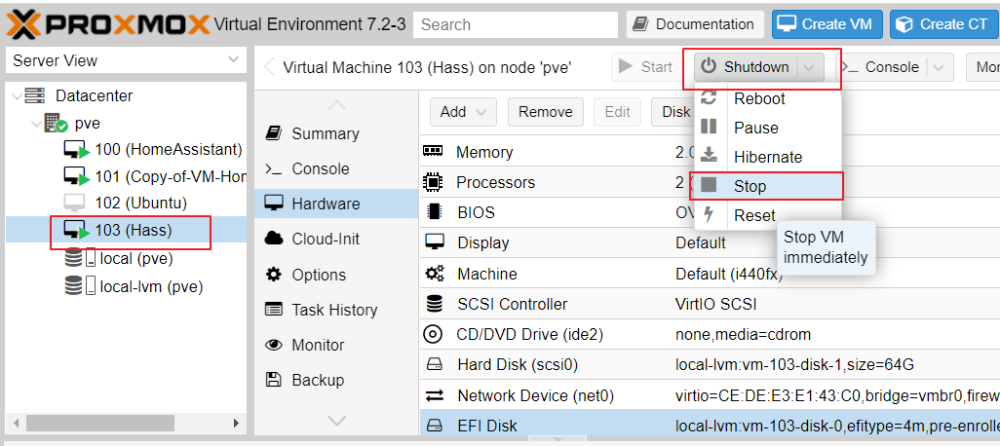 PROXMOX Virtual Environment 7.2-3 Search Documentation Create VM Create CT
Server View
Datacenter
pve
100 (HomeAssistant)
101 (Copy-of-VM-Hom
102 (Ubuntu)
103 (Hass)
local (pve)
local-lvm (pve)
Virtual Machine 103 (Hass) on node 'pve' Start Shutdown Console Mor
Summary
Console
Hardware
Cloud-Init
Options
Task History
Monitor
Backup
Add Remove Edit Disk
Memory 2.0
Processors 2 (
BIOS OV
Display Default
Machine Default (i440fx)
SCSI Controller VirtIO SCSI
CD/DVD Drive (ide2) none,media=cdrom
Hard Disk (scsi0) local-lvm:vm-103-disk-1,size=64G
Network Device (net0) virtio=CE:DE:E3:E1:43:C0,bridge=vmbr0,firew
EFI Disk local-lvm:vm-103-disk-0,efitype=4m,pre-enrolle
Reboot
Pause
Hibernate
Stop
Reset
Stop VM
immediately